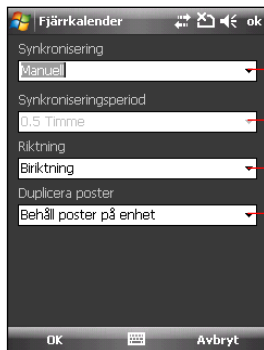 Fjärrkalender ok
Synkronisering
Manuell
Synkroniseringsperiod
0.5 Timme
Riktning
Biriktning
Duplicera poster
Behåll poster på enhet
OK Avbryt